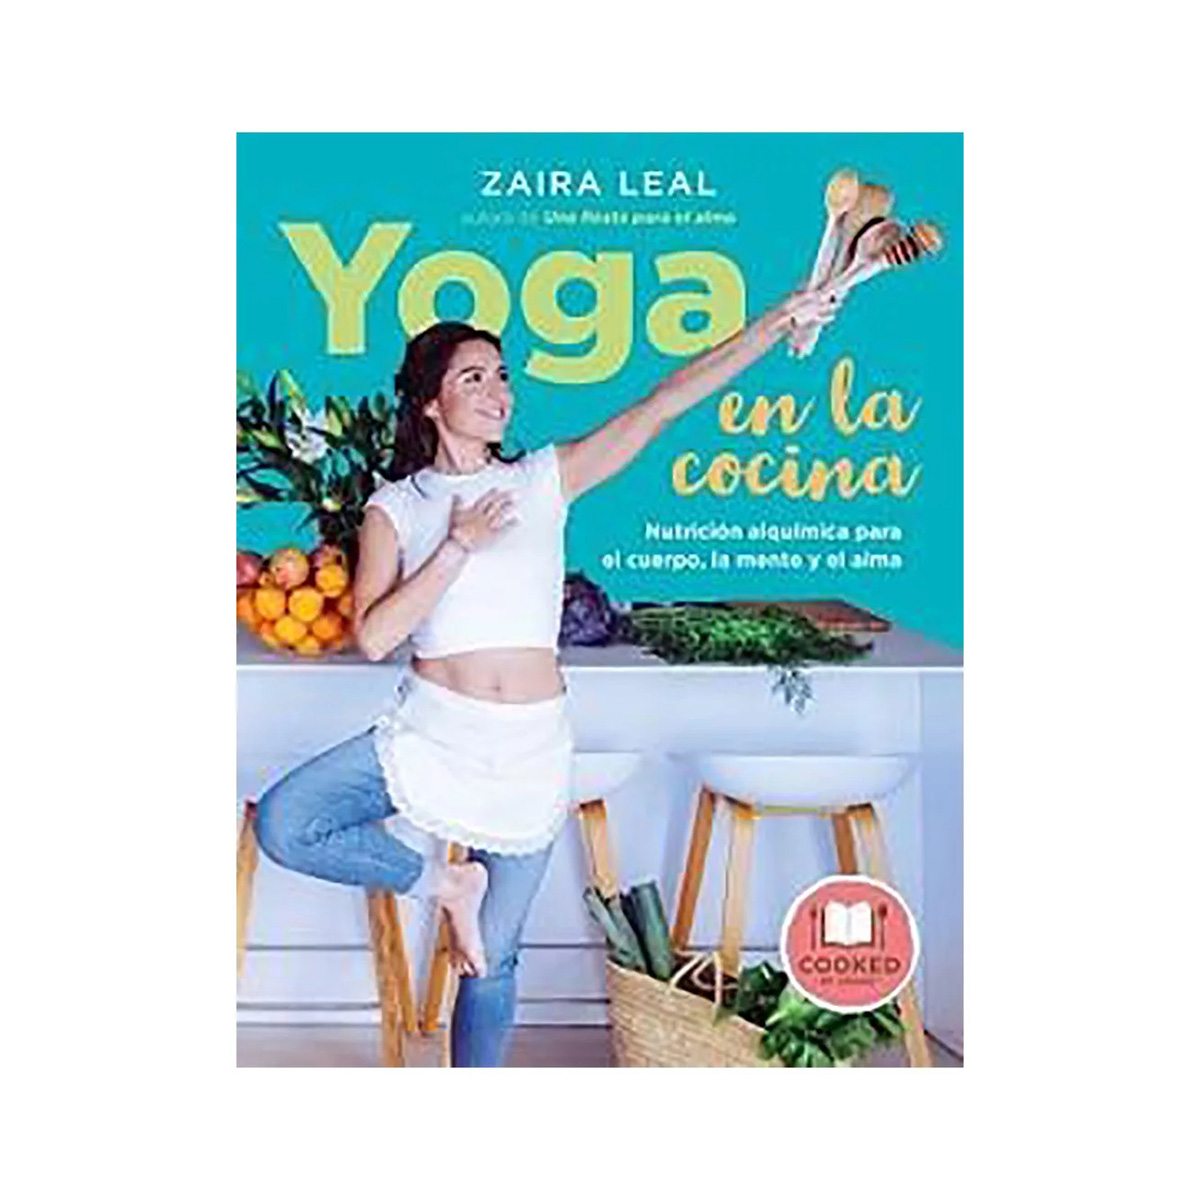 ZAIRA LEAL
autora de Una fiesta para el alma
Yoga
en la
cocina
Nutrición alquímica para
el cuerpo, la mente y el alma
COOKED